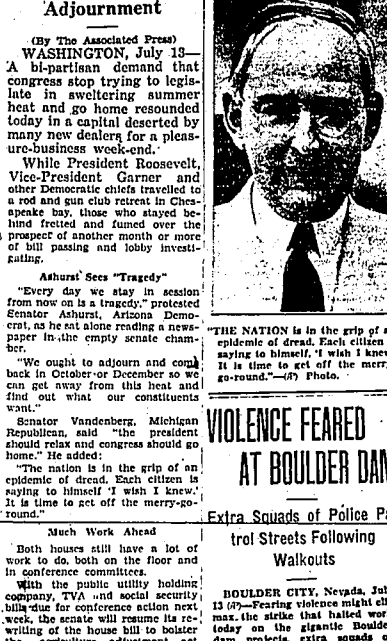 Adjournment
(By The Associated Press)
WASHINGTON, July 13—
A bi-partisan demand that
congress stop trying to legis-
late in sweltering summer
heat and go home resounded
today in a capital deserted by
many new dealers for a pleas-
ure-business week-end.
While President Roosevelt,
Vice-President Garner and
other Democratic chiefs travelled to
a rod and gun club retreat in Ches-
apeake bay, those who stayed be-
hind fretted and fumed over the
prospect of another month or more
of bill passing and lobby investi-
gating.
Ashurst Sees "Tragedy"
"Every day we stay in session
from now on is a tragedy," protested
Senator Ashurst, Arizona Demo-
crat, as he sat alone reading a news-
paper in the empty senate cham-
ber.
"We ought to adjourn and come
back in October or December so we
can get away from this heat and
find out what our constituents
want."
Senator Vandenberg, Michigan
Republican, said "the president
should relax and congress should go
home." He added:
"The nation is in the grip of an
epidemic of dread. Each citizen is
saying to himself 'I wish I knew.'
It is time to get off the merry-go-
round."
Much Work Ahead
Both houses still have a lot of
work to do, both on the floor and
in conference committees.
With the public utility holding
company, TVA and social security
bills due for conference action next
week, the senate will resume its re-
writing of the house bill to bolster
the agriculture adjustment act
"THE NATION is in the grip of a
epidemic of dread. Each citizen
saying to himself, 'I wish I knew
It is time to get off the merry
go-round."—(AP) Photo.
VIOLENCE FEARED
AT BOULDER DAM
Extra Squads of Police Pa
trol Streets Following
Walkouts
BOULDER CITY, Nevada, July
13 (AP)—Fearing violence might cli
max the strike that halted wor
today on the gigantic Boulder
dam projects, extra squads o